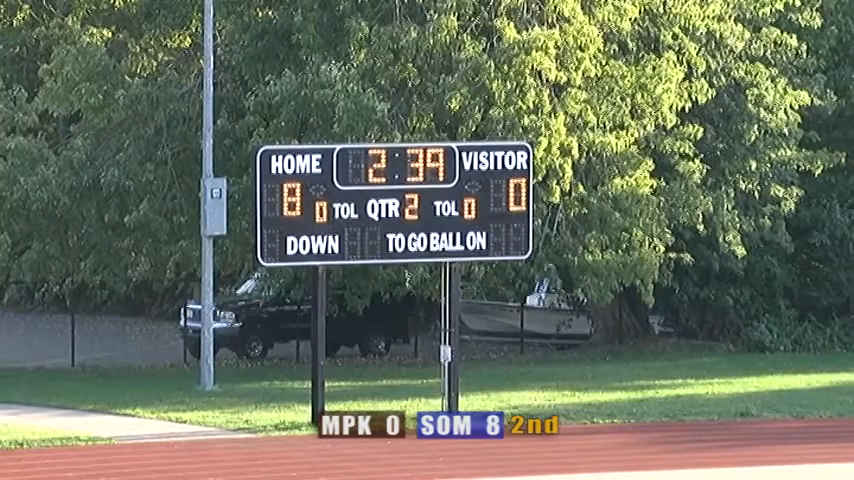 HOME 2:39 VISITOR
8 0 TOL QTR 2 TOL 0 0
DOWN TO GO BALL ON
MPK 0 SOM 8 2nd